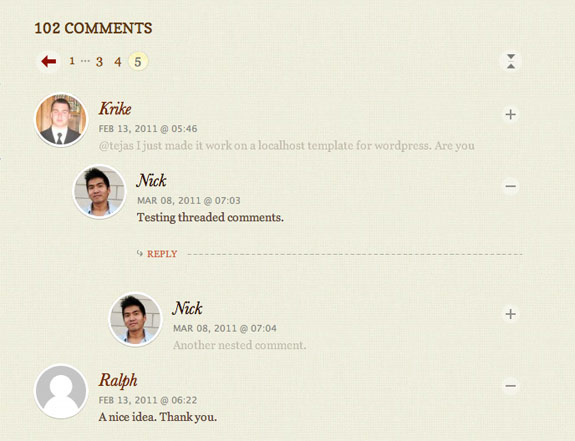 102 COMMENTS
1 ··· 3 4 5
Krike
FEB 13, 2011 @ 05:46
@tejas I just made it work on a localhost template for wordpress. Are you
Nick
MAR 08, 2011 @ 07:03
Testing threaded comments.
REPLY
Nick
MAR 08, 2011 @ 07:04
Another nested comment.
Ralph
FEB 13, 2011 @ 06:22
A nice idea. Thank you.